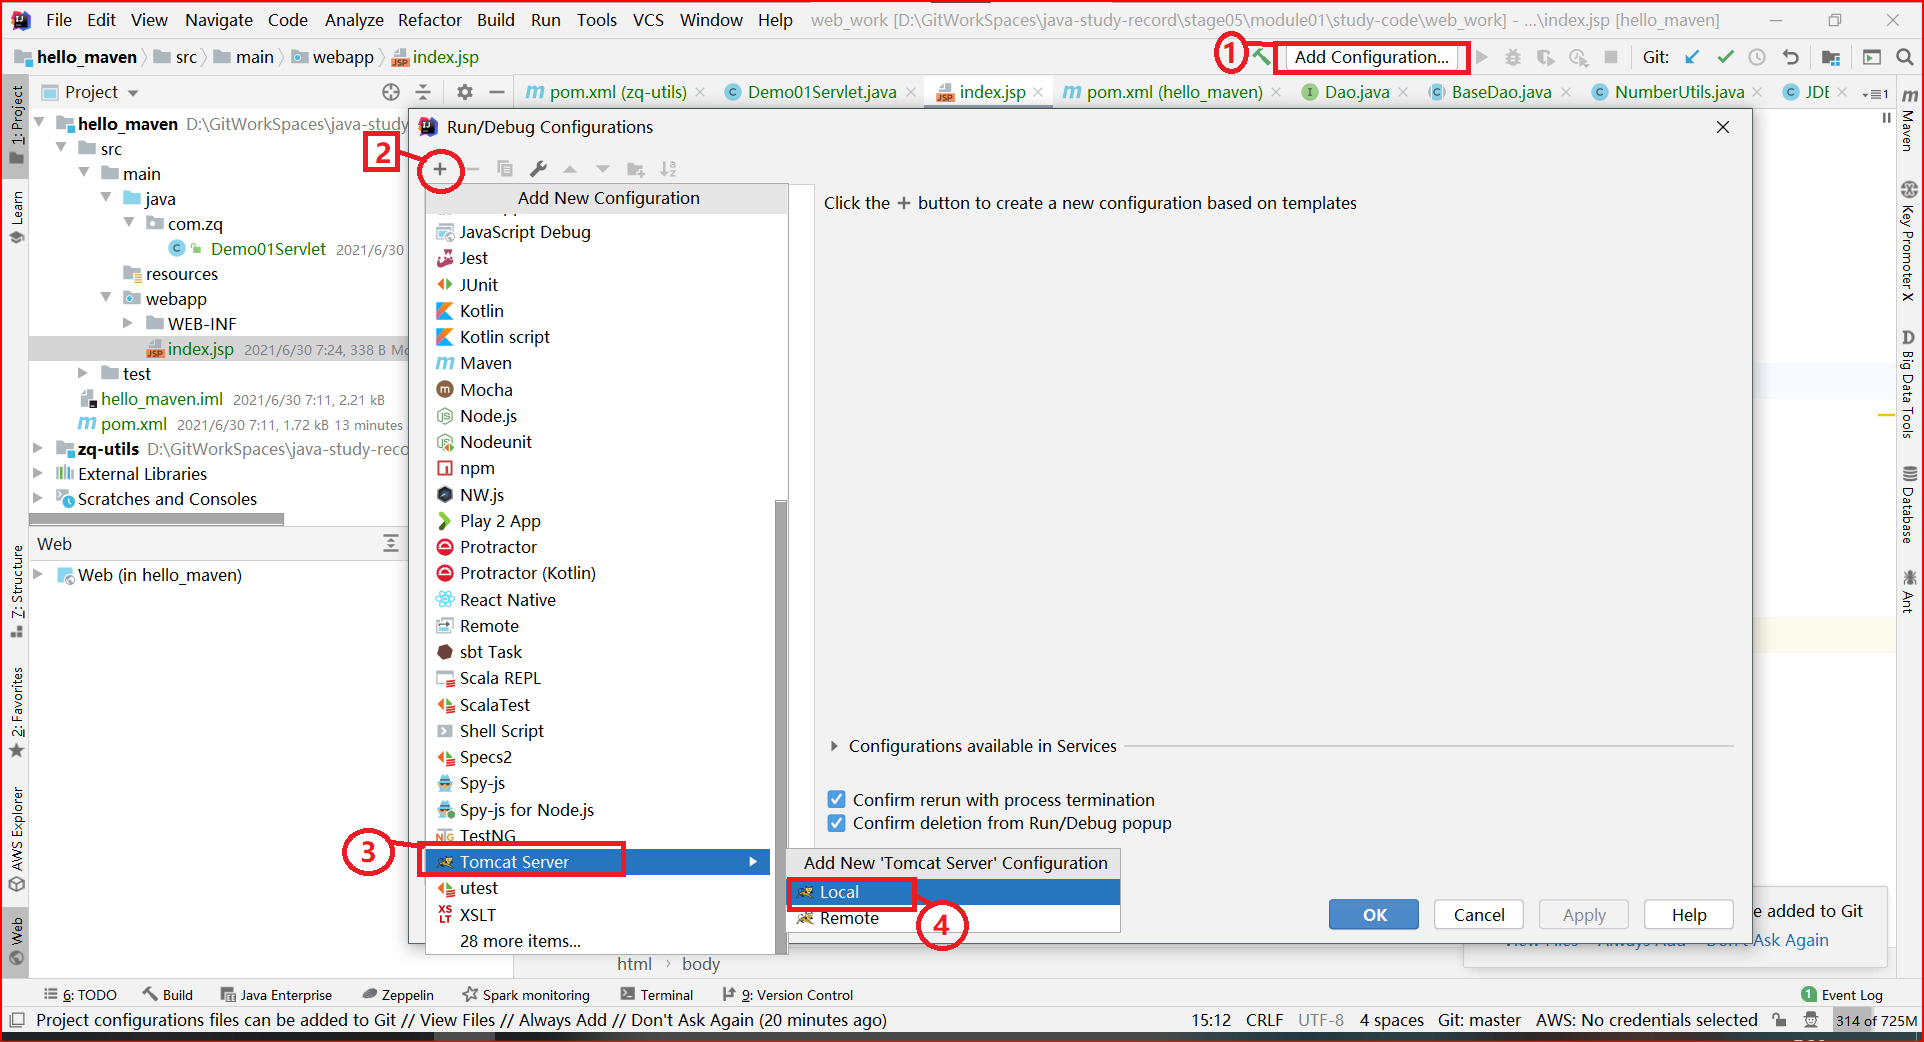 File Edit View Navigate Code Analyze Refactor Build Run Tools VCS Window Help web_work [D:\GitWorkSpaces\java-study-record\stage05\module01\study-code\web_work] - ...\index.jsp [hello_maven]
hello_maven src main webapp index.jsp 1 Add Configuration... Git:
Project pom.xml (zq-utils) Demo01Servlet.java index.jsp pom.xml (hello_maven) Dao.java BaseDao.java NumberUtils.java 1
hello_maven D:\GitWorkSpaces\java-study
src
main
java
com.zq
Demo01Servlet 2021/6/30
resources
webapp
WEB-INF
index.jsp 2021/6/30 7:24, 338 B
test
hello_maven.iml 2021/6/30 7:11, 2.21 kB
pom.xml 2021/6/30 7:11, 1.72 kB 13 minutes
zq-utils D:\GitWorkSpaces\java-study-reco
External Libraries
Scratches and Consoles
Web
Web (in hello_maven)
1: Project
Learn
7: Structure
2: Favorites
AWS Explorer
Web
Run/Debug Configurations
2
Add New Configuration
JavaScript Debug
Jest
JUnit
Kotlin
Kotlin script
Maven
Mocha
Node.js
Nodeunit
npm
NW.js
Play 2 App
Protractor
Protractor (Kotlin)
React Native
Remote
sbt Task
Scala REPL
ScalaTest
Shell Script
Specs2
Spy-js
Spy-js for Node.js
TestNG
3
Tomcat Server
utest
XSLT
28 more items...
Click the + button to create a new configuration based on templates
Configurations available in Services
Confirm rerun with process termination
Confirm deletion from Run/Debug popup
Add New 'Tomcat Server' Configuration
Local
Remote
4
OK Cancel Apply Help
e added to Git
View Files Always Add Don't Ask Again
Maven
Key Promoter X
Big Data Tools
Database
Ant
html body
6: TODO Build Java Enterprise Zeppelin Spark monitoring Terminal 9: Version Control 1 Event Log
Project configurations files can be added to Git // View Files // Always Add // Don't Ask Again (20 minutes ago) 15:12 CRLF UTF-8 4 spaces Git: master AWS: No credentials selected 314 of 725M